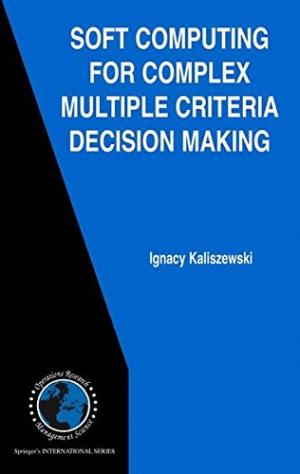 SOFT COMPUTING
FOR COMPLEX
MULTIPLE CRITERIA
DECISION MAKING
Ignacy Kaliszewski
Operations Research
Management Science
Springer's INTERNATIONAL SERIES